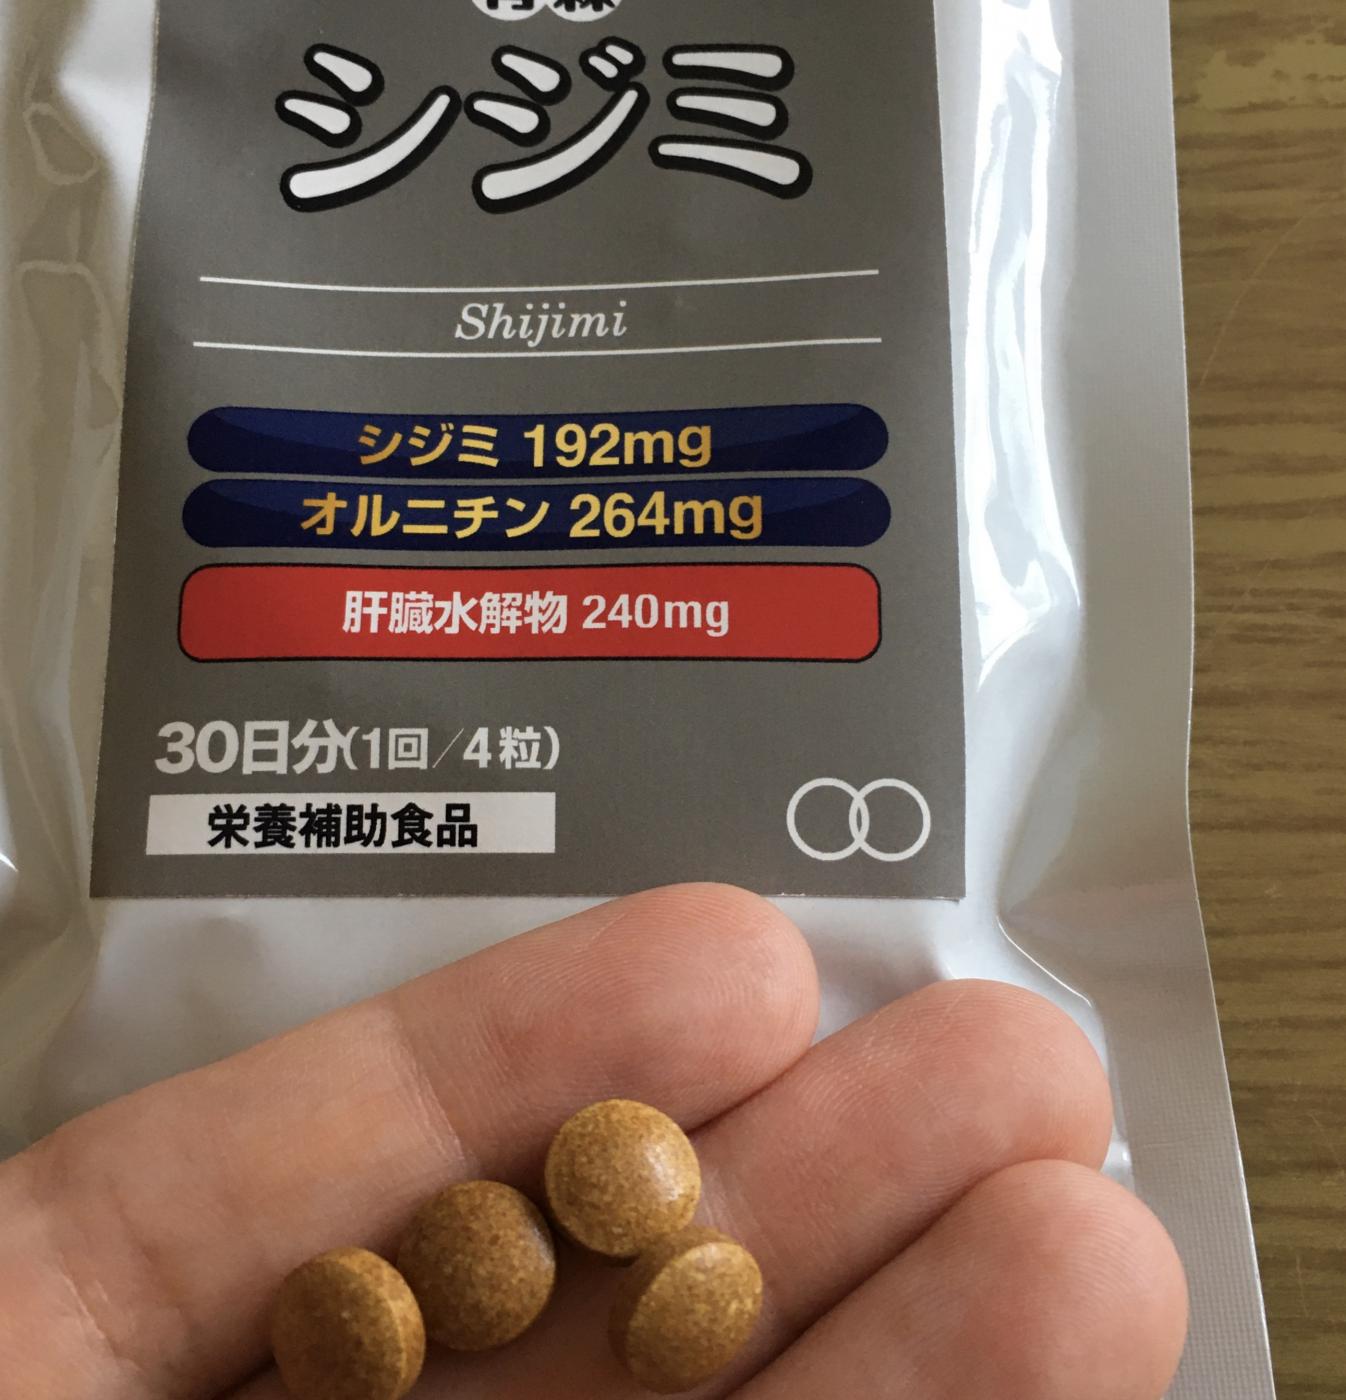 シジミ
Shijimi
シジミ 192mg
オルニチン 264mg
肝臓水解物 240mg
30日分(1回/4粒)
栄養補助食品